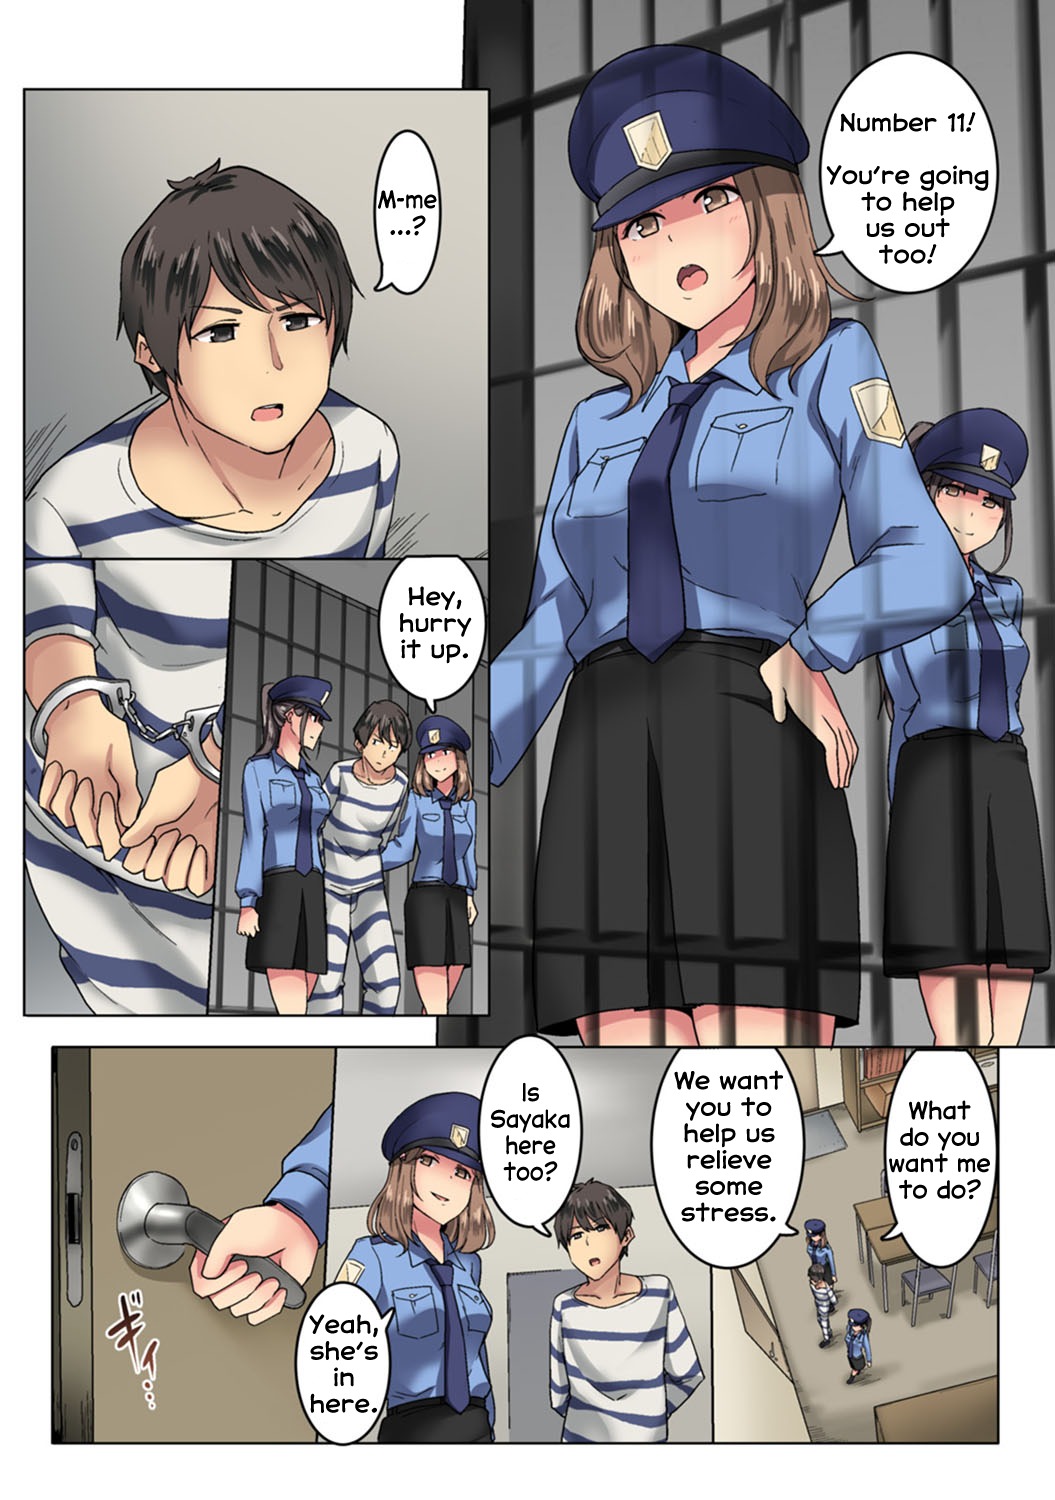 Number 11!
You're going
to help
us out
too!
M-me
...?
Hey,
hurry
it up.
What
do you
want me
to do?
We want
you to
help us
relieve
some
stress.
Is
Sayaka
here
too?
Yeah,
she's
in
here.
ギィ…